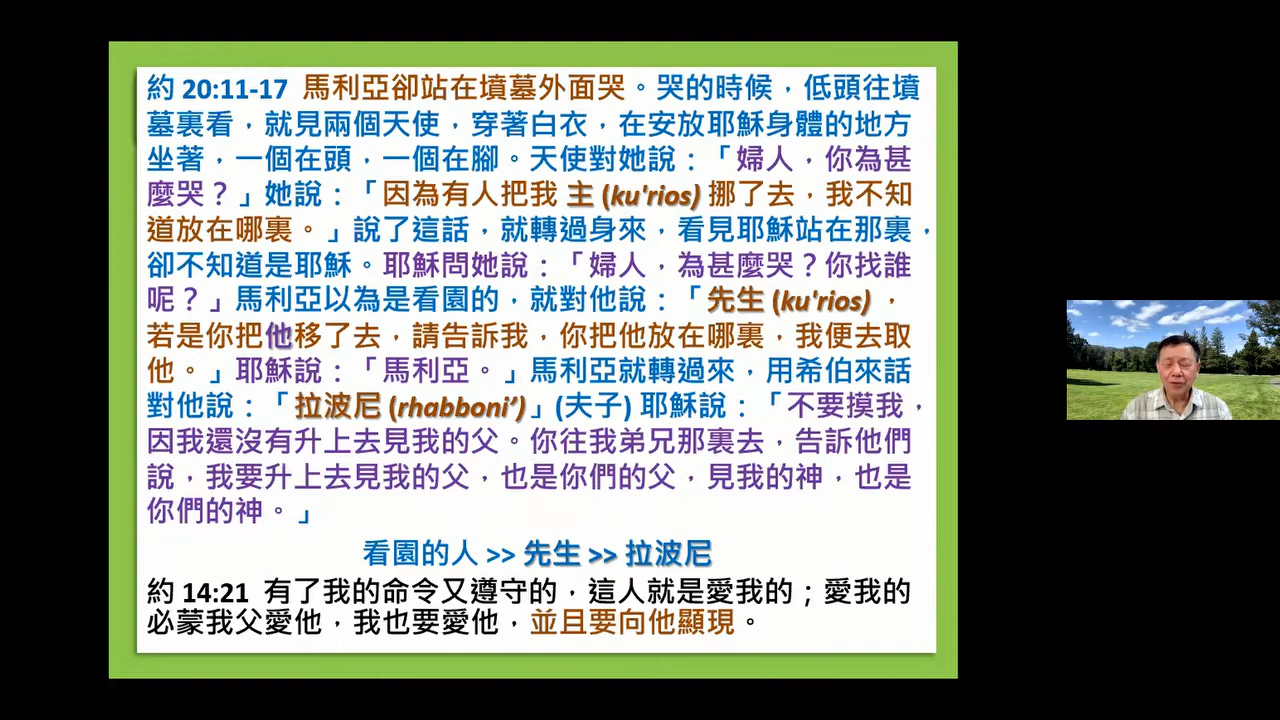 約 20:11-17 馬利亞卻站在墳墓外面哭。哭的時候，低頭往墳
墓裏看，就見兩個天使，穿著白衣，在安放耶穌身體的地方
坐著，一個在頭，一個在腳。天使對她說：「婦人，你為甚
麼哭？」她說：「因為有人把我 主 (ku'rios) 挪了去，我不知
道放在哪裏。」說了這話，就轉過身來，看見耶穌站在那裏，
卻不知道是耶穌。耶穌問她說：「婦人，為甚麼哭？你找誰
呢？」馬利亞以為是看園的，就對他說：「先生 (ku'rios)，
若是你把他移了去，請告訴我，你把他放在哪裏，我便去取
他。」耶穌說：「馬利亞。」馬利亞就轉過來，用希伯來話
對他說：「拉波尼 (rhabboni’)」(夫子) 耶穌說：「不要摸我，
因我還沒有升上去見我的父。你往我弟兄那裏去，告訴他們
說，我要升上去見我的父，也是你們的父，見我的神，也是
你們的神。」
看園的人 >> 先生 >> 拉波尼
約 14:21 有了我的命令又遵守的，這人就是愛我的；愛我的
必蒙我父愛他，我也要愛他，並且要向他顯現。